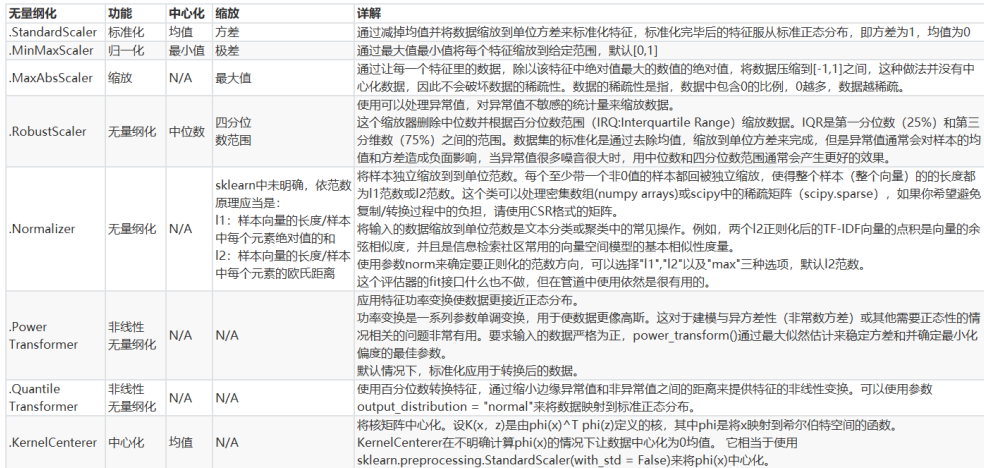 无量纲化 功能 中心化 缩放 详解
.StandardScaler 标准化 均值 方差 通过减掉均值并将数据缩放到单位方差来标准化特征，标准化完毕后的特征服从标准正态分布，即方差为1，均值为0
.MinMaxScaler 归一化 最小值 极差 通过最大值最小值将每个特征缩放到给定范围，默认[0,1]
.MaxAbsScaler 缩放 N/A 最大值
通过让每一个特征里的数据，除以该特征中绝对值最大的数值的绝对值，将数据压缩到[-1,1]之间，这种做法并没有中
心化数据，因此不会破坏数据的稀疏性。数据的稀疏性是指，数据中包含0的比例，0越多，数据越稀疏。
.RobustScaler 无量纲化 中位数 四分位
数范围
使用可以处理异常值，对异常值不敏感的统计量来缩放数据。
这个缩放器删除中位数并根据百分位数范围（IRQ:Interquartile Range）缩放数据。IQR是第一分位数（25%）和第三
分维数（75%）之间的范围。数据集的标准化是通过去除均值，缩放到单位方差来完成，但是异常值通常会对样本的均
值和方差造成负面影响，当异常值很多噪音很大时，用中位数和四分位数范围通常会产生更好的效果。
.Normalizer 无量纲化 N/A
sklearn中未明确，依范数
原理应当是：
l1：样本向量的长度/样本
中每个元素绝对值的和
l2：样本向量的长度/样本
中每个元素的欧氏距离
将样本独立缩放到到单位范数。每个至少带一个非0值的样本都回被独立缩放，使得整个样本（整个向量）的的长度都
为l1范数或l2范数。这个类可以处理密集数组(numpy arrays)或scipy中的稀疏矩阵（scipy.sparse），如果你希望避免
复制/转换过程中的负担，请使用CSR格式的矩阵。
将输入的数据缩放到单位范数是文本分类或聚类中的常见操作。例如，两个l2正则化后的TF-IDF向量的点积是向量的余
弦相似度，并且是信息检索社区常用的向量空间模型的基本相似性度量。
使用参数norm来确定要正则化的范数方向，可以选择"l1","l2"以及"max"三种选项，默认l2范数。
这个评估器的fit接口什么也不做，但在管道中使用依然是很有用的。
.Power
Transformer
非线性
无量纲化
N/A N/A
应用特征功率变换使数据更接近正态分布。
功率变换是一系列参数单调变换，用于使数据更像高斯。这对于建模与异方差性（非常数方差）或其他需要正态性的情
况相关的问题非常有用。要求输入的数据严格为正，power_transform()通过最大似然估计来稳定方差和并确定最小化
偏度的最佳参数。
默认情况下，标准化应用于转换后的数据。
.Quantile
Transformer
非线性
无量纲化
N/A N/A
使用百分位数转换特征，通过缩小边缘异常值和非异常值之间的距离来提供特征的非线性变换。可以使用参数
output_distribution = "normal"来将数据映射到标准正态分布。
.KernelCenterer 中心化 均值 N/A
将核矩阵中心化。设K(x，z)是由phi(x)^T phi(z)定义的核，其中phi是将x映射到希尔伯特空间的函数。
KernelCenterer在不明确计算phi(x)的情况下让数据中心化为0均值。 它相当于使用
sklearn.preprocessing.StandardScaler(with_std = False)来将phi(x)中心化。